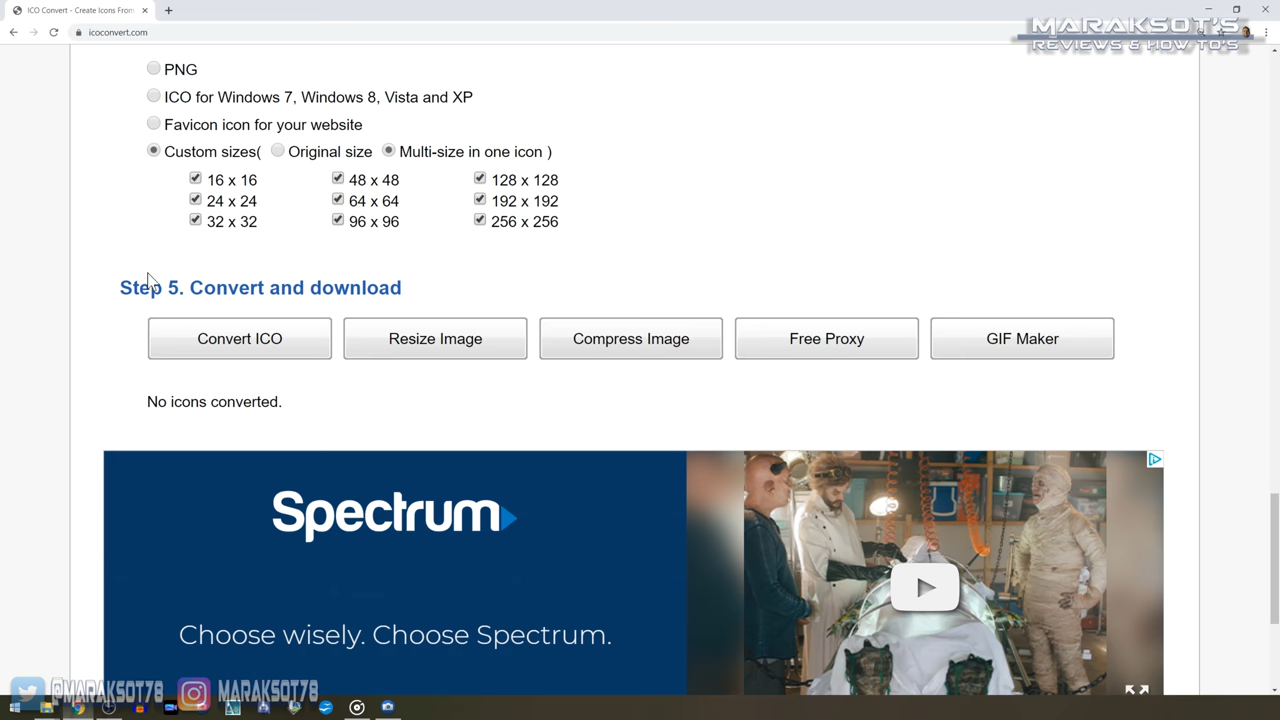 ICO Convert - Create Icons From
icoconvert.com
MARAKSOT'S
REVIEWS & HOW TO'S
PNG
ICO for Windows 7, Windows 8, Vista and XP
Favicon icon for your website
Custom sizes( Original size Multi-size in one icon )
16 x 16 48 x 48 128 x 128
24 x 24 64 x 64 192 x 192
32 x 32 96 x 96 256 x 256
Step 5. Convert and download
Convert ICO Resize Image Compress Image Free Proxy GIF Maker
No icons converted.
Spectrum
Choose wisely. Choose Spectrum.
@MARAKSOT78 MARAKSOT78